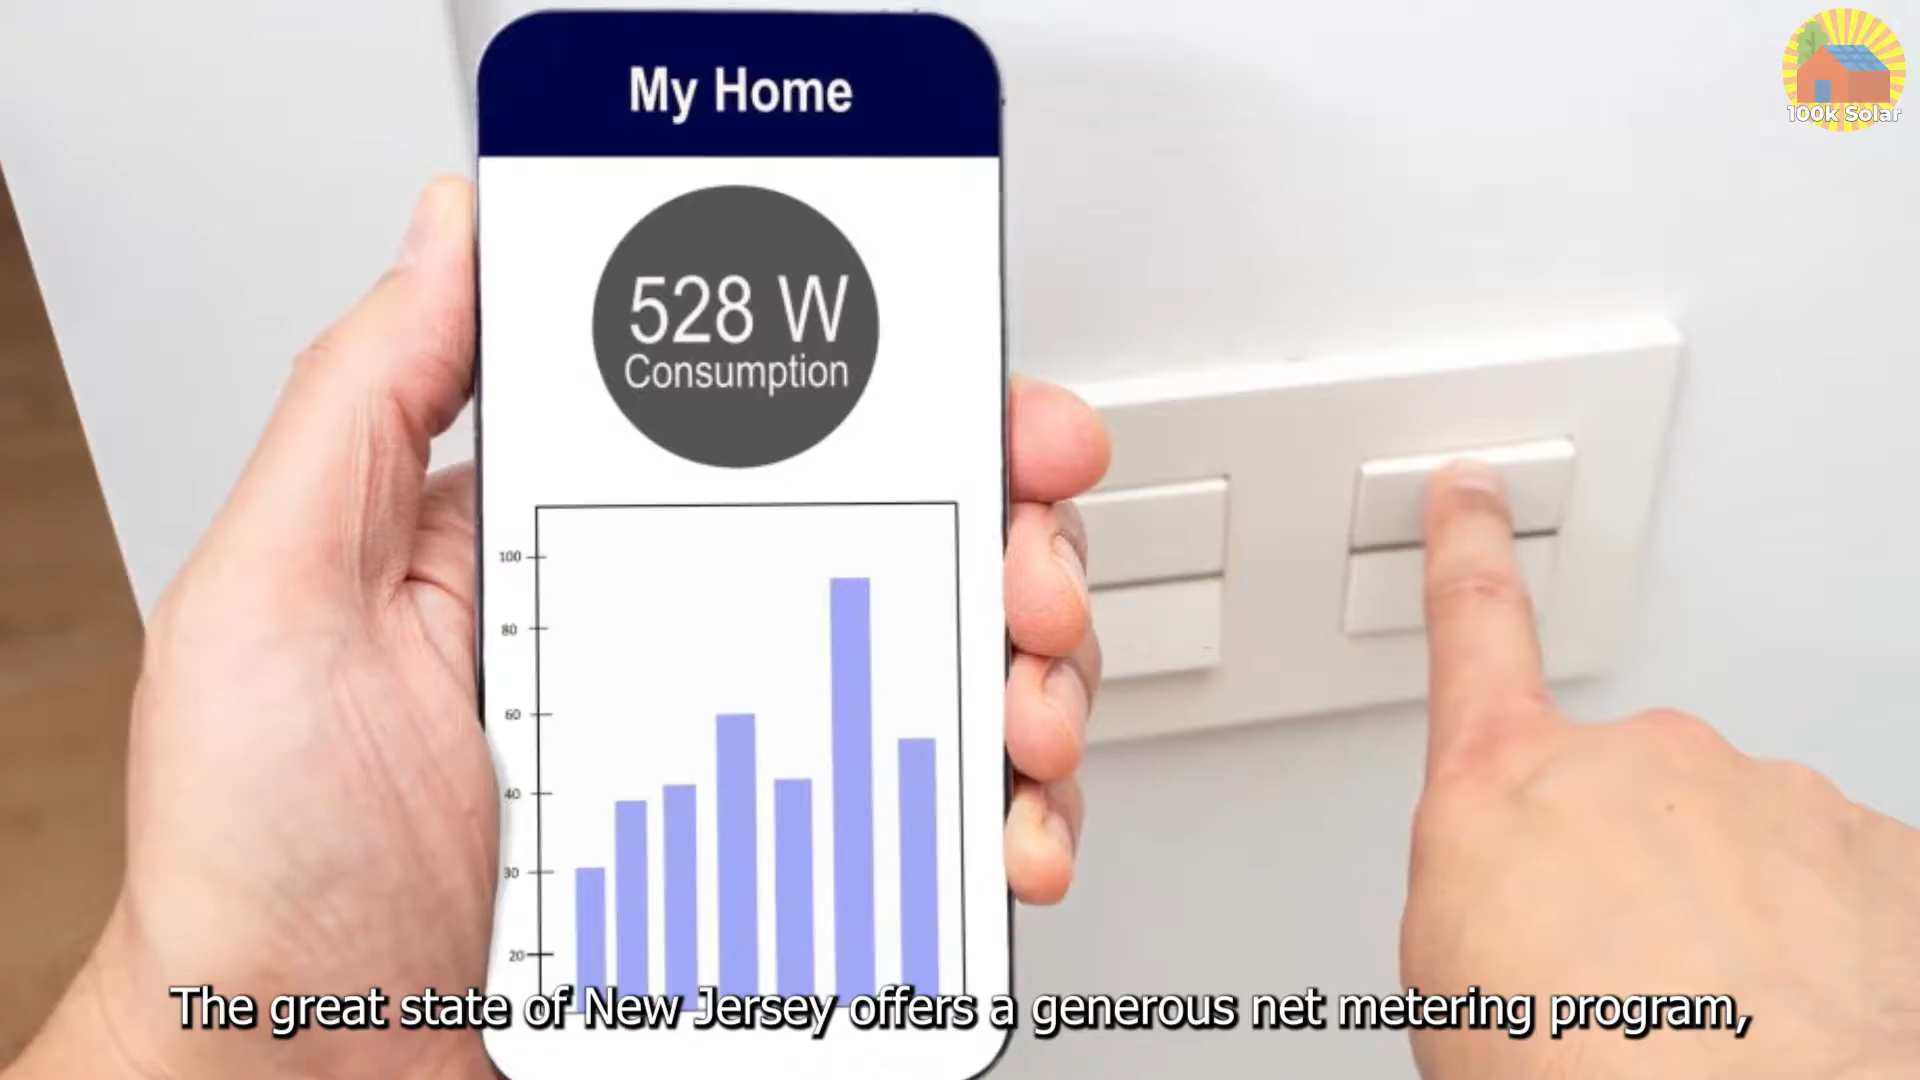 100k Solar
My Home
528 W
Consumption
100
80
60
40
30
20
The great state of New Jersey offers a generous net metering program,